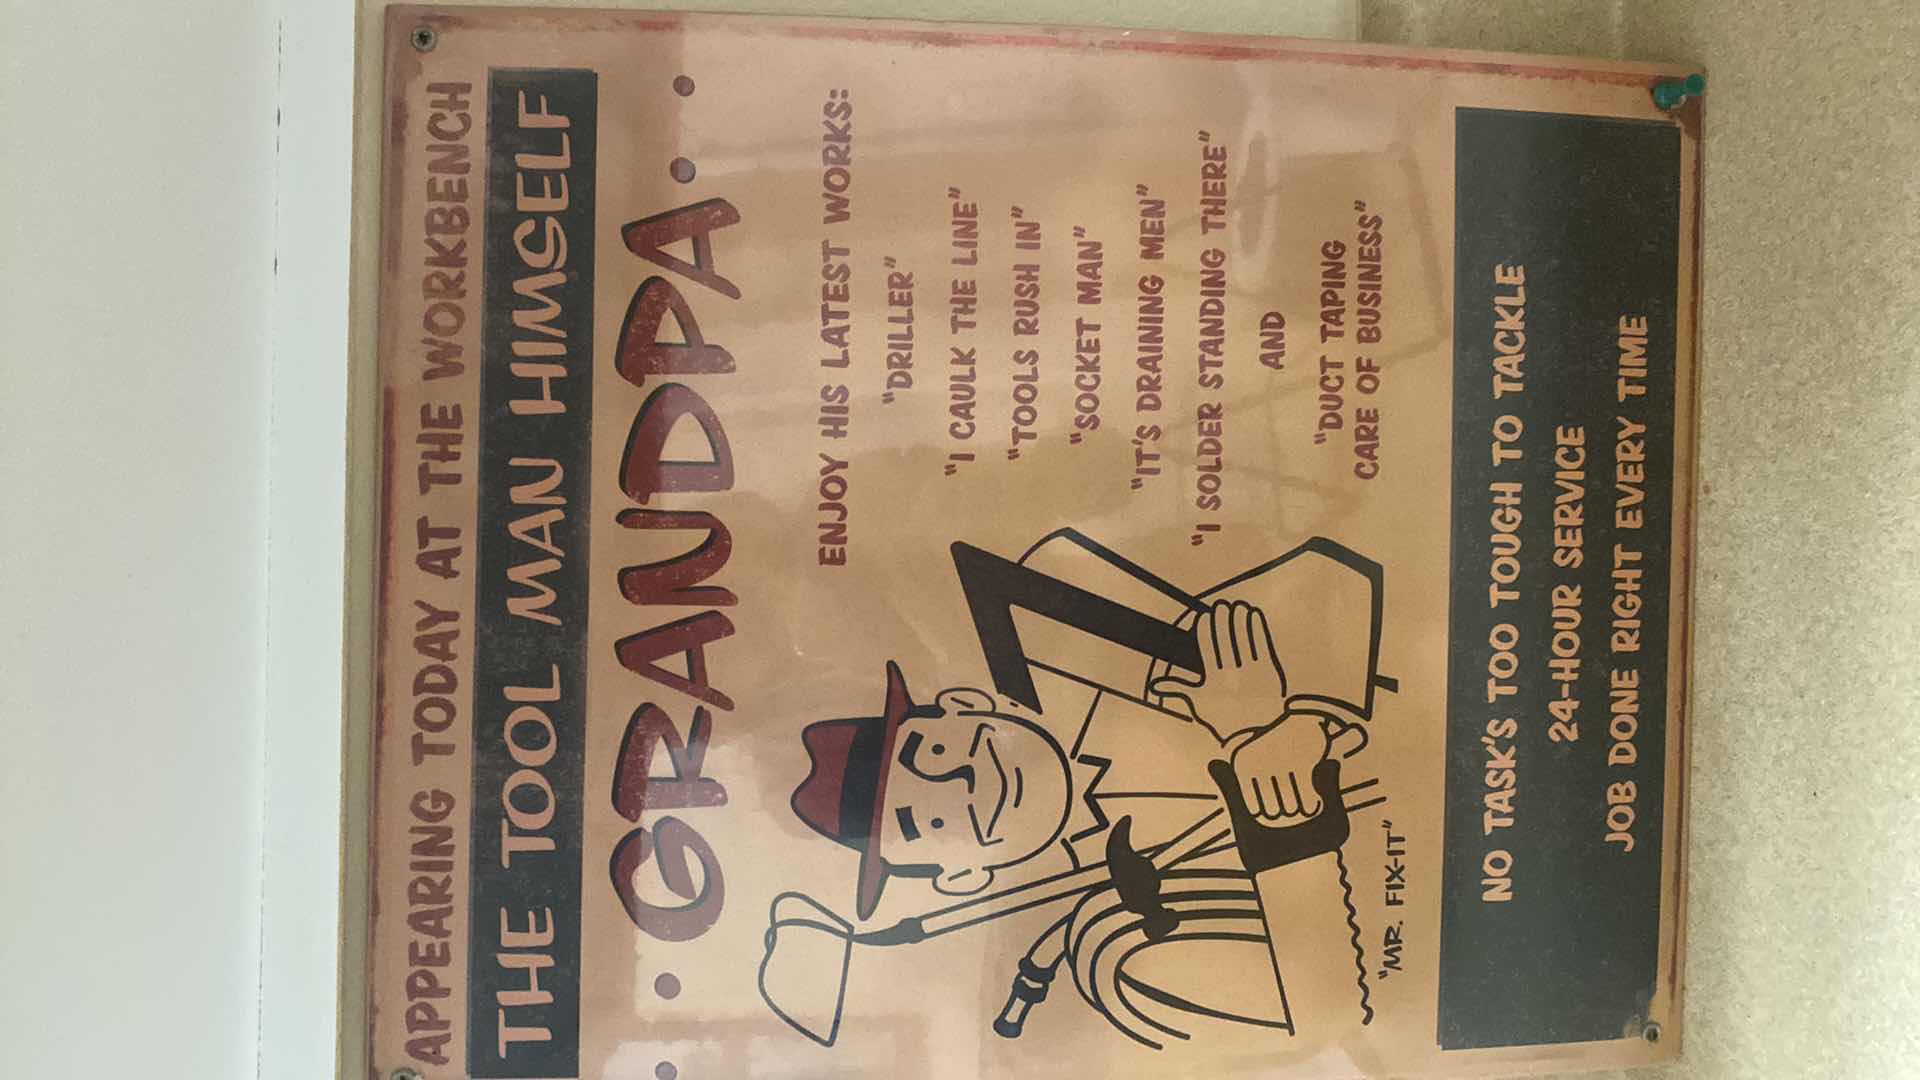 APPEARING TODAY AT THE WORKBENCH
THE TOOL MAN HIMSELF
GRANDPA
ENJOY HIS LATEST WORKS:
"DRILLER"
"I CAULK THE LINE"
"TOOLS RUSH IN"
"SOCKET MAN"
"IT'S DRAINING MEN"
"I SOLDER STANDING THERE"
AND
"DUCT TAPING
CARE OF BUSINESS"
"MR. FIX-IT"
NO TASK'S TOO TOUGH TO TACKLE
24-HOUR SERVICE
JOB DONE RIGHT EVERY TIME